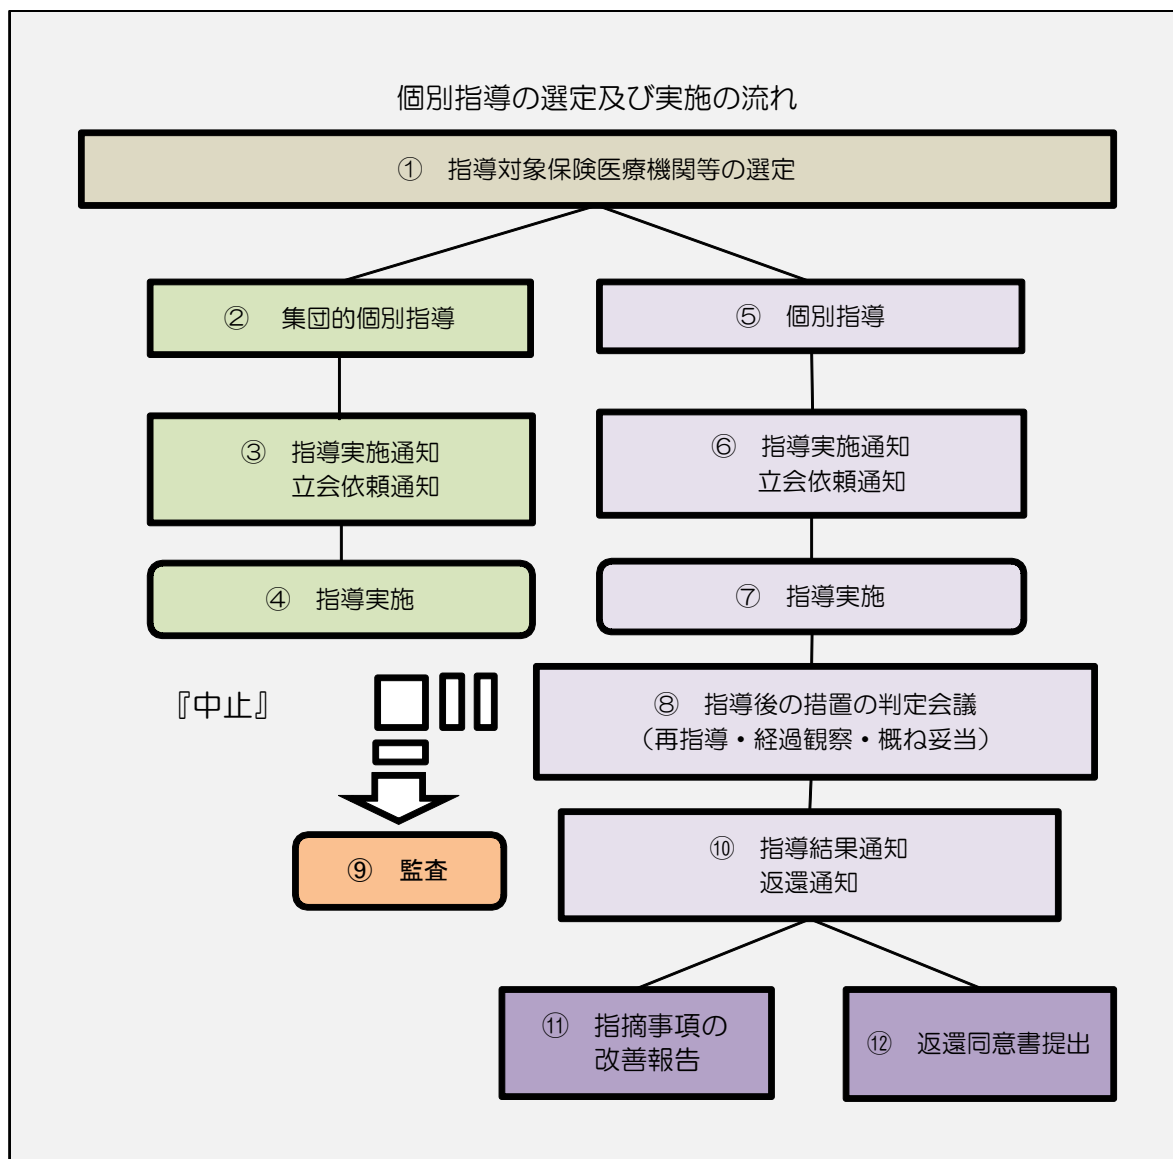 個別指導の選定及び実施の流れ
① 指導対象保険医療機関等の選定
② 集団的個別指導
⑤ 個別指導
③ 指導実施通知
立会依頼通知
⑥ 指導実施通知
立会依頼通知
④ 指導実施
⑦ 指導実施
『中止』
⑧ 指導後の措置の判定会議
（再指導・経過観察・概ね妥当）
⑨ 監査
⑩ 指導結果通知
返還通知
⑪ 指摘事項の
改善報告
⑫ 返還同意書提出